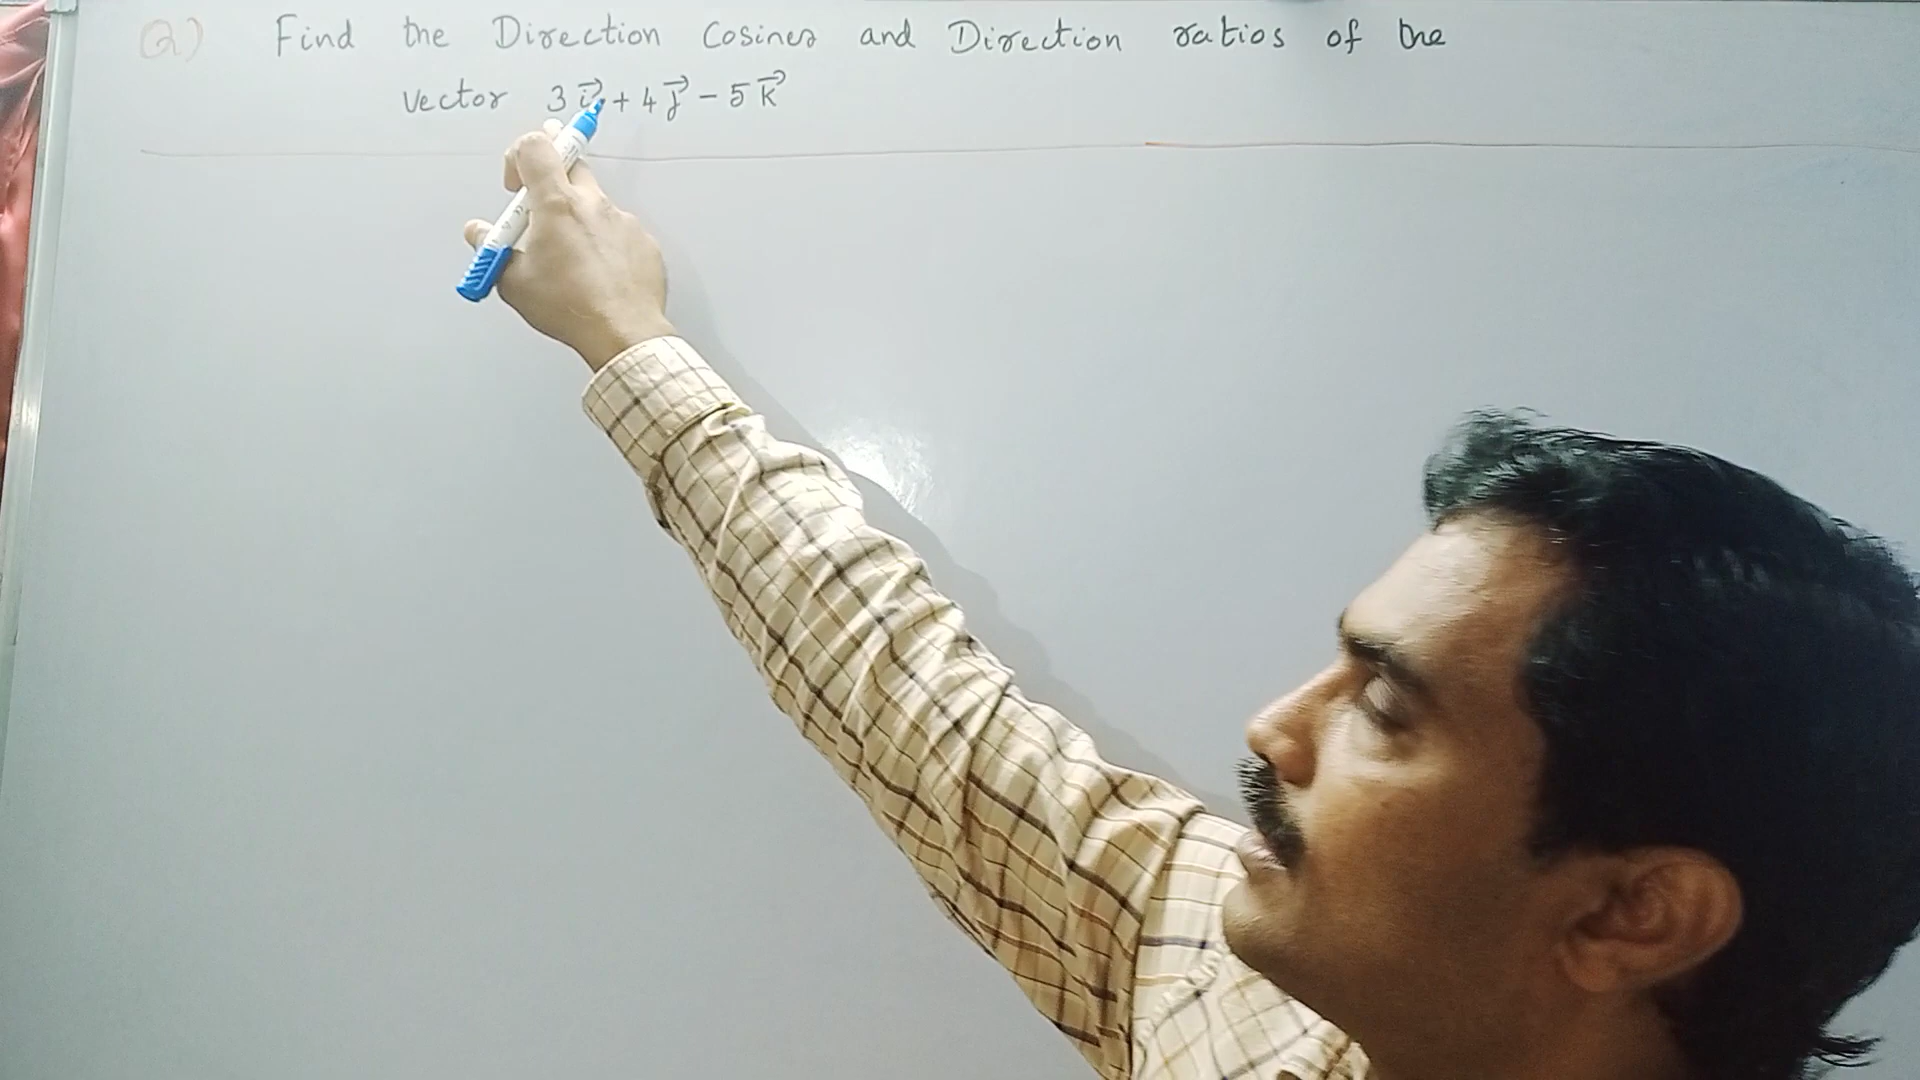 Q) Find the Direction Cosines and Direction ratios of the
vector 3i⃗ + 4j⃗ - 5k⃗